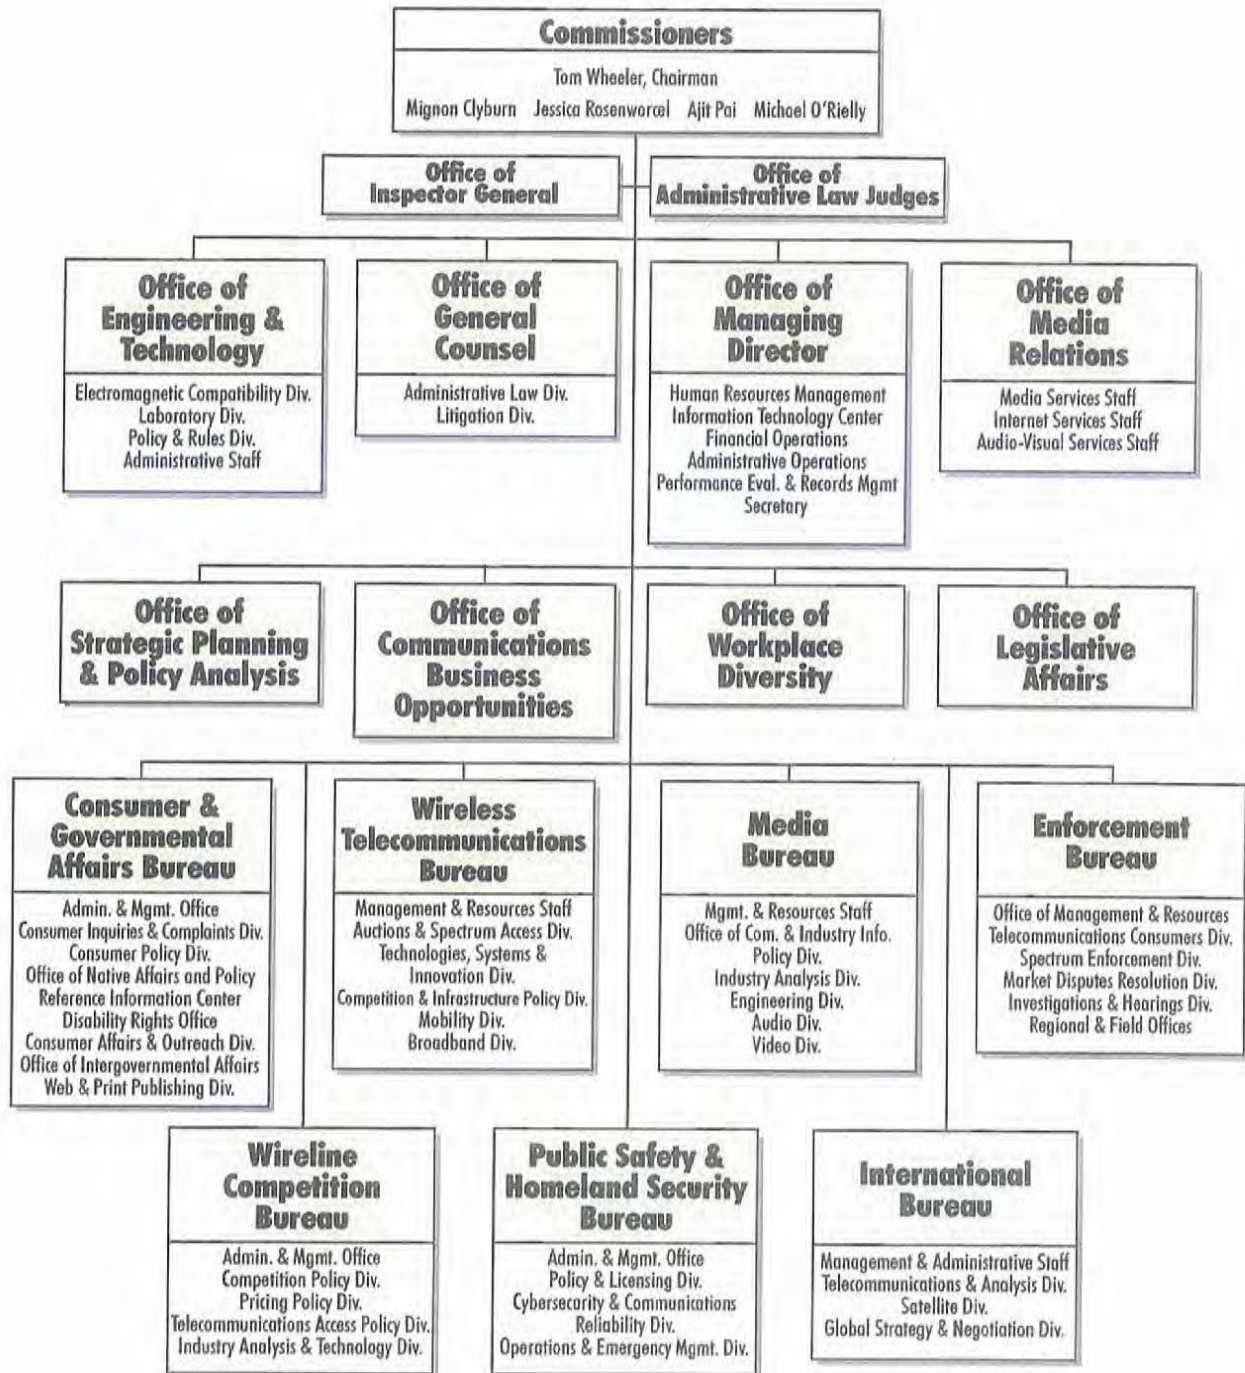 Commissioners
Tom Wheeler, Chairman
Mignon Clyburn Jessica Rosenworcel Ajit Pai Michael O'Rielly
Office of
Inspector General
Office of
Administrative Law Judges
Office of
Engineering &
Technology
Electromagnetic Compatibility Div.
Laboratory Div.
Policy & Rules Div.
Administrative Staff
Office of
General
Counsel
Administrative Law Div.
Litigation Div.
Office of
Managing
Director
Human Resources Management
Information Technology Center
Financial Operations
Administrative Operations
Performance Eval. & Records Mgmt
Secretary
Office of
Media
Relations
Media Services Staff
Internet Services Staff
Audio-Visual Services Staff
Office of
Strategic Planning
& Policy Analysis
Office of
Communications
Business
Opportunities
Office of
Workplace
Diversity
Office of
Legislative
Affairs
Consumer &
Governmental
Affairs Bureau
Admin. & Mgmt. Office
Consumer Inquiries & Complaints Div.
Consumer Policy Div.
Office of Native Affairs and Policy
Reference Information Center
Disability Rights Office
Consumer Affairs & Outreach Div.
Office of Intergovernmental Affairs
Web & Print Publishing Div.
Wireless
Telecommunications
Bureau
Management & Resources Staff
Auctions & Spectrum Access Div.
Technologies, Systems &
Innovation Div.
Competition & Infrastructure Policy Div.
Mobility Div.
Broadband Div.
Media
Bureau
Mgmt. & Resources Staff
Office of Com. & Industry Info.
Policy Div.
Industry Analysis Div.
Engineering Div.
Audio Div.
Video Div.
Enforcement
Bureau
Office of Management & Resources
Telecommunications Consumers Div.
Spectrum Enforcement Div.
Market Disputes Resolution Div.
Investigations & Hearings Div.
Regional & Field Offices
Wireline
Competition
Bureau
Admin. & Mgmt. Office
Competition Policy Div.
Pricing Policy Div.
Telecommunications Access Policy Div.
Industry Analysis & Technology Div.
Public Safety &
Homeland Security
Bureau
Admin. & Mgmt. Office
Policy & Licensing Div.
Cybersecurity & Communications
Reliability Div.
Operations & Emergency Mgmt. Div.
International
Bureau
Management & Administrative Staff
Telecommunications & Analysis Div.
Satellite Div.
Global Strategy & Negotiation Div.